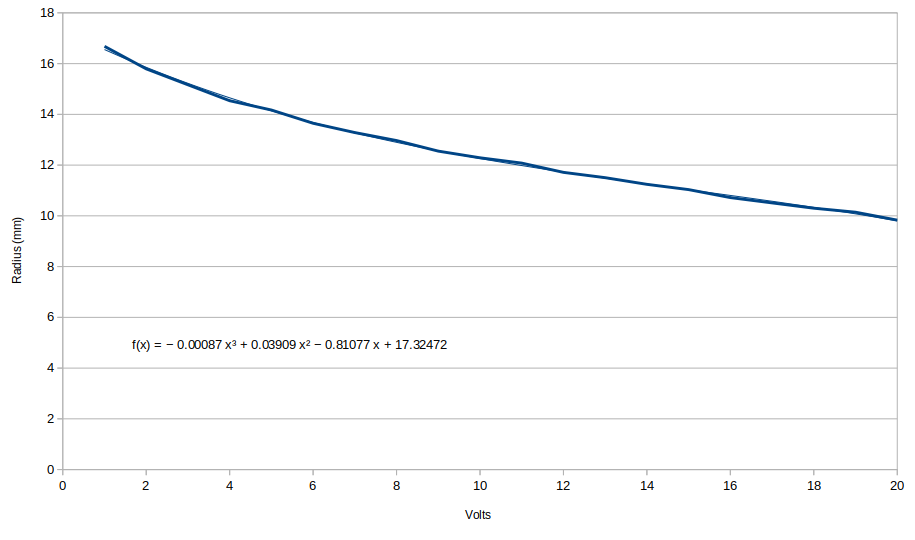 18
16
14
12
10
8
6
4
2
0
Radius (mm)
f(x) = − 0.00087 x³ + 0.03909 x² − 0.81077 x + 17.32472
0 2 4 6 8 10 12 14 16 18 20
Volts